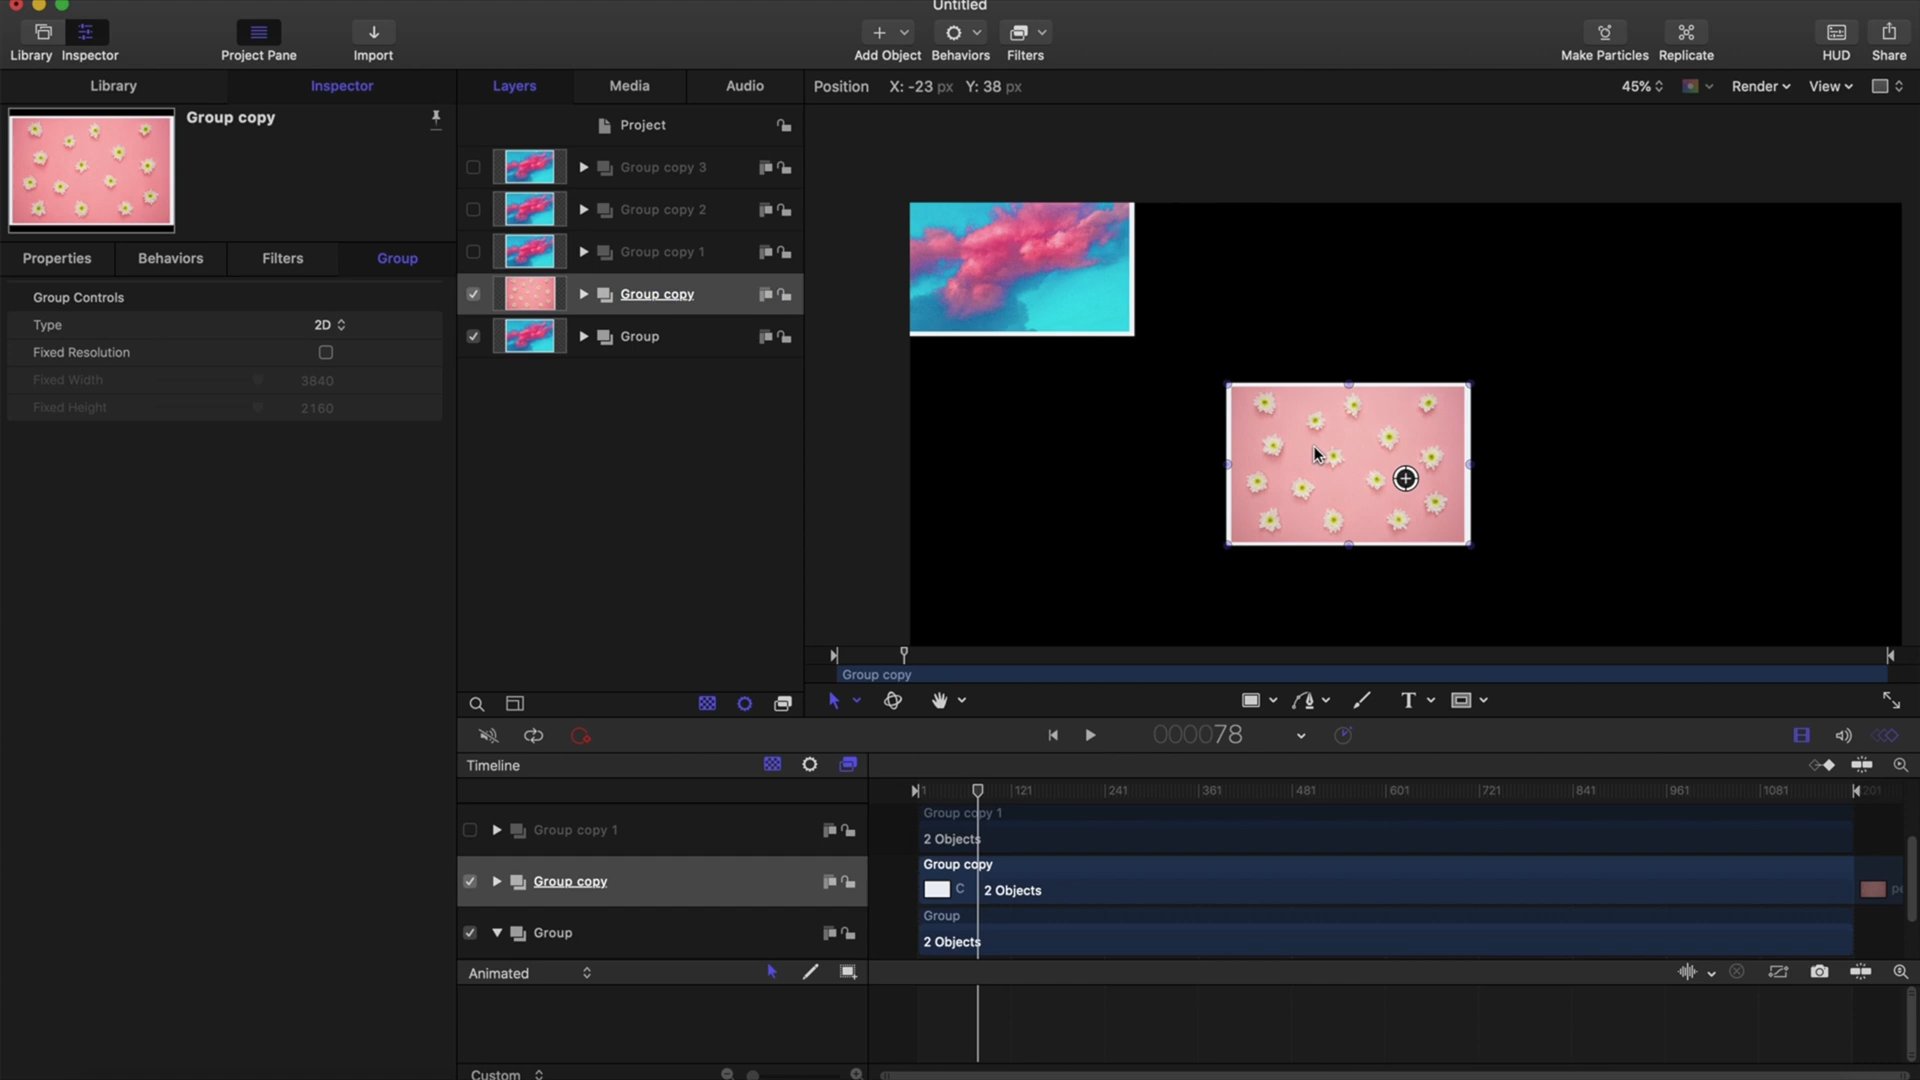 Untitled
Library Inspector Project Pane Import Add Object Behaviors Filters Make Particles Replicate HUD Share
Library Inspector Layers Media Audio Position X: -23 px Y: 38 px 45% Render View
Group copy
Project
Group copy 3
Group copy 2
Group copy 1
Group copy
Group
Properties Behaviors Filters Group
Group Controls
Type 2D
Fixed Resolution
Fixed Width 3840
Fixed Height 2160
Group copy
T
000078
Timeline
1 121 241 361 481 601 721 841 961 1081 201
Group copy 1
Group copy 1
2 Objects
Group copy
Group copy
C 2 Objects
Group
Group
2 Objects
Animated
Custom